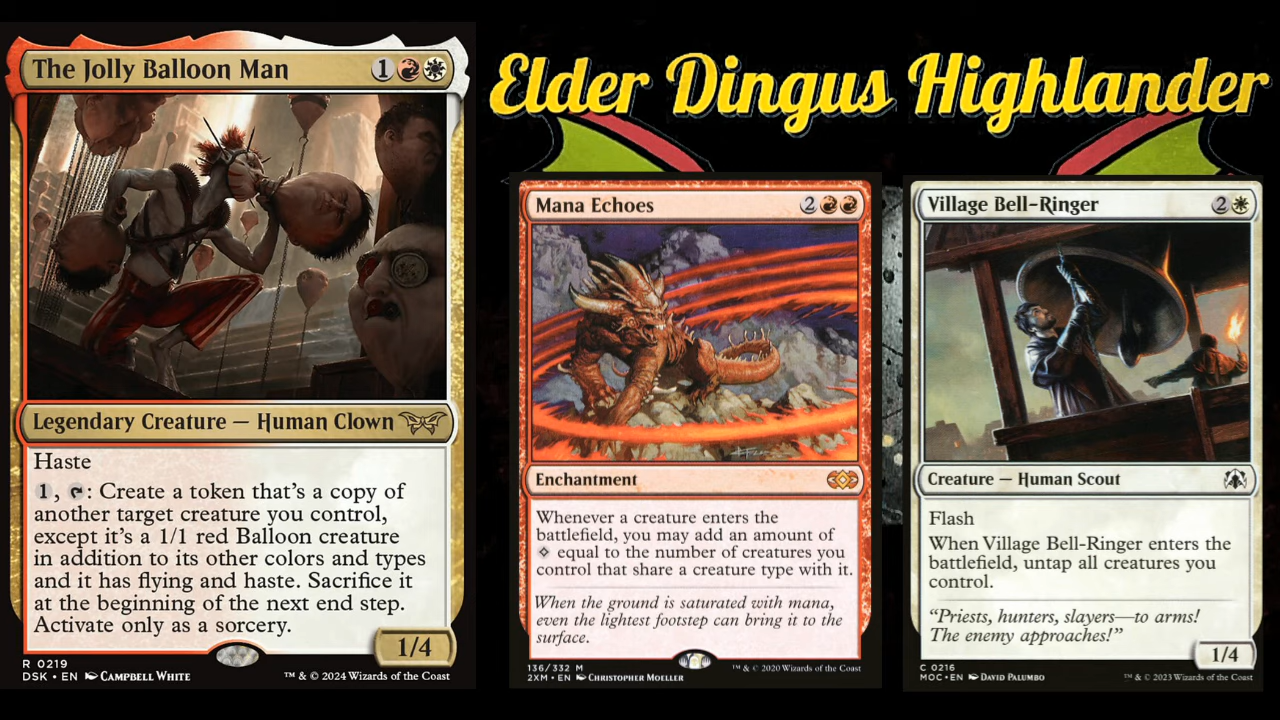 The Jolly Balloon Man 1
Legendary Creature — Human Clown
Haste
1, : Create a token that's a copy of
another target creature you control,
except it's a 1/1 red Balloon creature
in addition to its other colors and types
and it has flying and haste. Sacrifice it
at the beginning of the next end step.
Activate only as a sorcery.
1/4
R 0219
DSK • EN CAMPBELL WHITE
™ & © 2024 Wizards of the Coast
Elder Dingus Highlander
Mana Echoes 2
Enchantment
Whenever a creature enters the
battlefield, you may add an amount of
equal to the number of creatures you
control that share a creature type with it.
When the ground is saturated with mana,
even the lightest footstep can bring it to the
surface.
136/332 M
2XM • EN CHRISTOPHER MOELLER
™ & © 2020 Wizards of the Coast
Village Bell-Ringer 2
Creature — Human Scout
Flash
When Village Bell-Ringer enters the
battlefield, untap all creatures you
control.
“Priests, hunters, slayers—to arms!
The enemy approaches!”
1/4
C 0216
MOC • EN DAVID PALUMBO
™ & © 2023 Wizards of the Coast